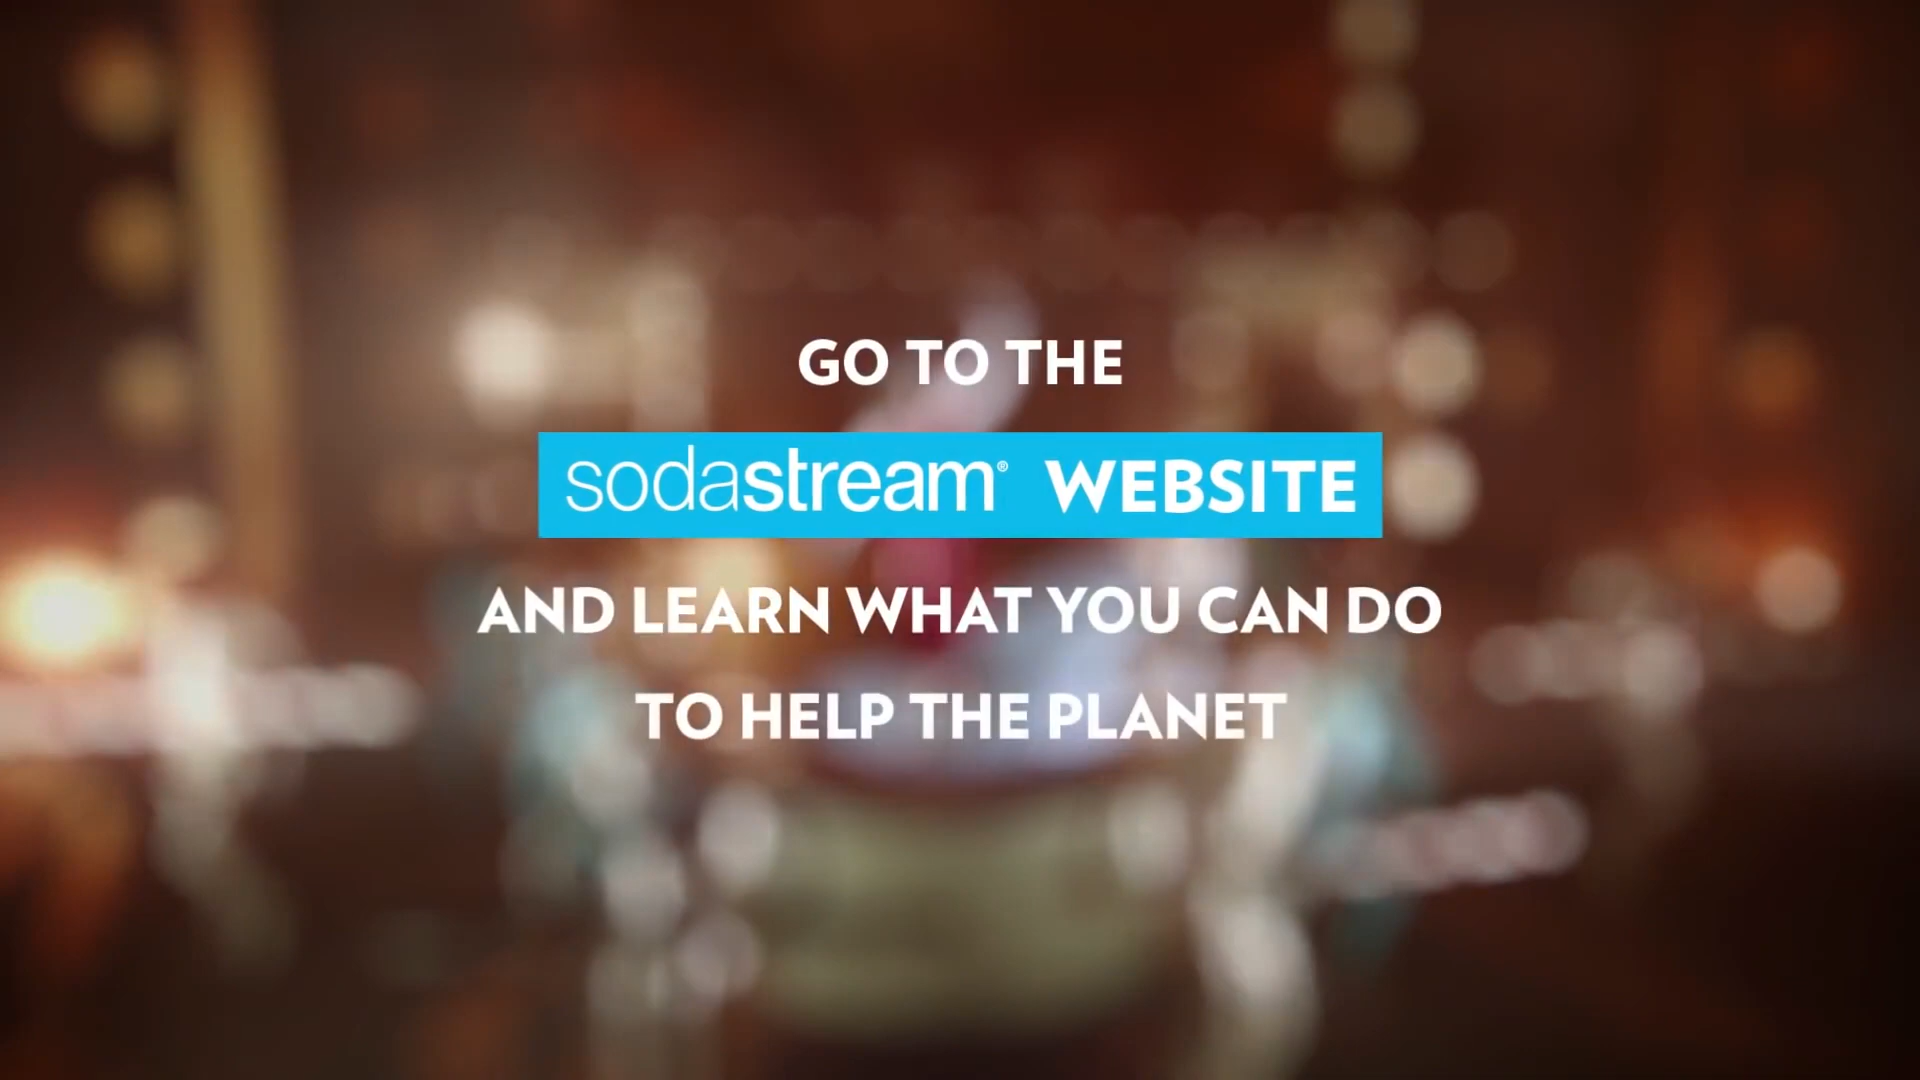 GO TO THE
sodastream® WEBSITE
AND LEARN WHAT YOU CAN DO
TO HELP THE PLANET